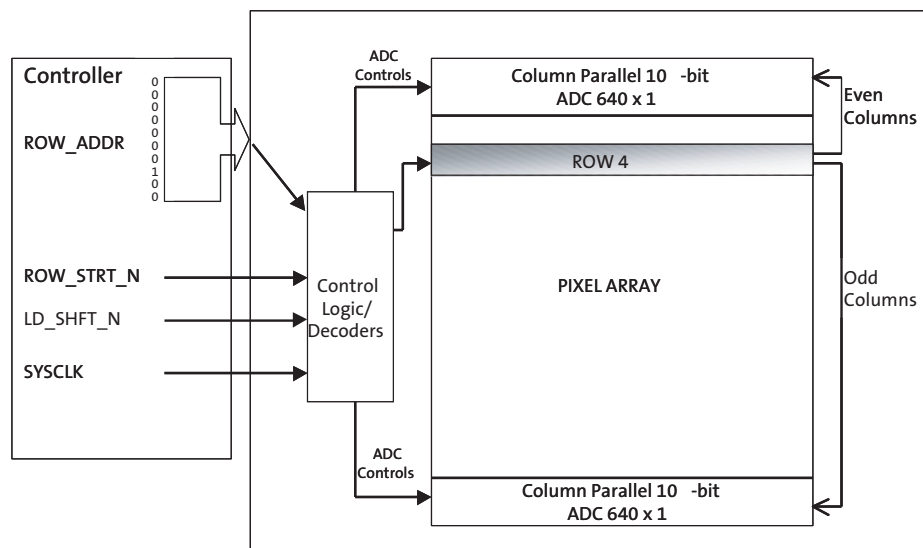 Controller
ROW_ADDR
0
0
0
0
0
0
0
1
0
0
ROW_STRT_N
LD_SHFT_N
SYSCLK
Control
Logic/
Decoders
ADC
Controls
ADC
Controls
Column Parallel 10 -bit
ADC 640 x 1
ROW 4
PIXEL ARRAY
Column Parallel 10 -bit
ADC 640 x 1
Even
Columns
Odd
Columns